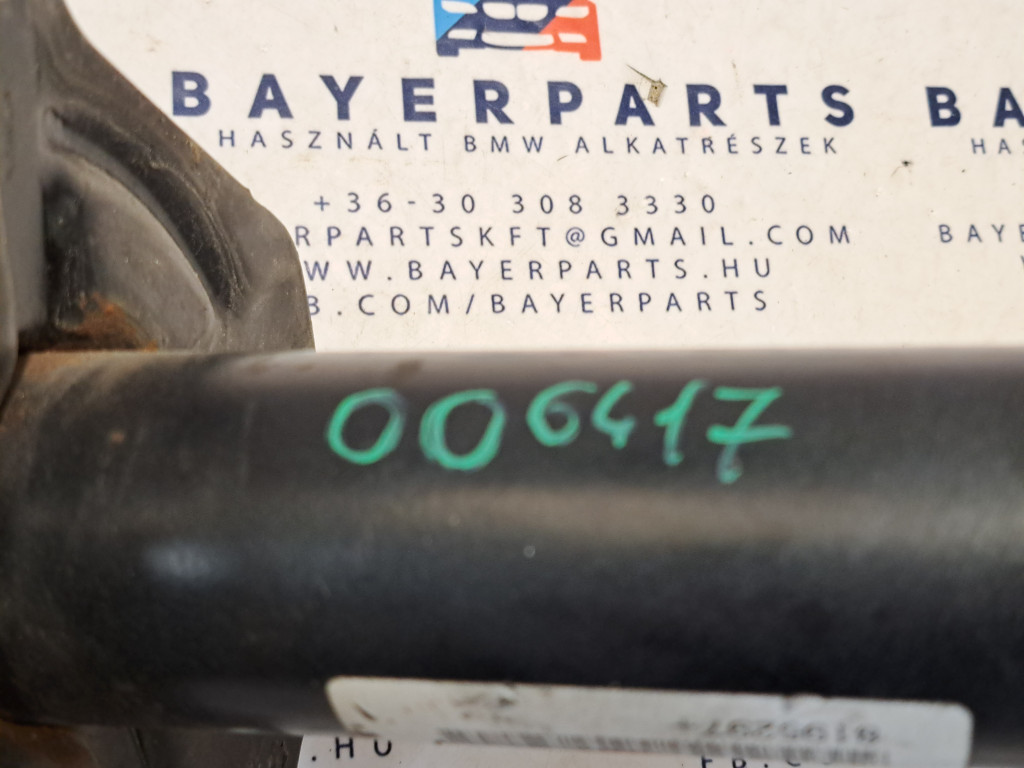 BAYERPARTS BA
HASZNÁLT BMW ALKATRÉSZEK HAS
+36-30 308 3330
RPARTSKFT@GMAIL.COM BAYE
WW.BAYERPARTS.HU
B.COM/BAYERPARTS
006417
.HU